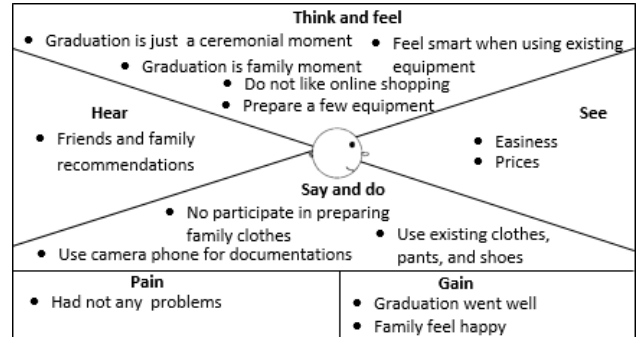 Think and feel
• Graduation is just a ceremonial moment
• Feel smart when using existing
equipment
• Graduation is family moment
• Do not like online shopping
• Prepare a few equipment
Hear
• Friends and family
recommendations
See
• Easiness
• Prices
Say and do
• No participate in preparing
family clothes
• Use camera phone for documentations
• Use existing clothes,
pants, and shoes
Pain
• Had not any problems
Gain
• Graduation went well
• Family feel happy